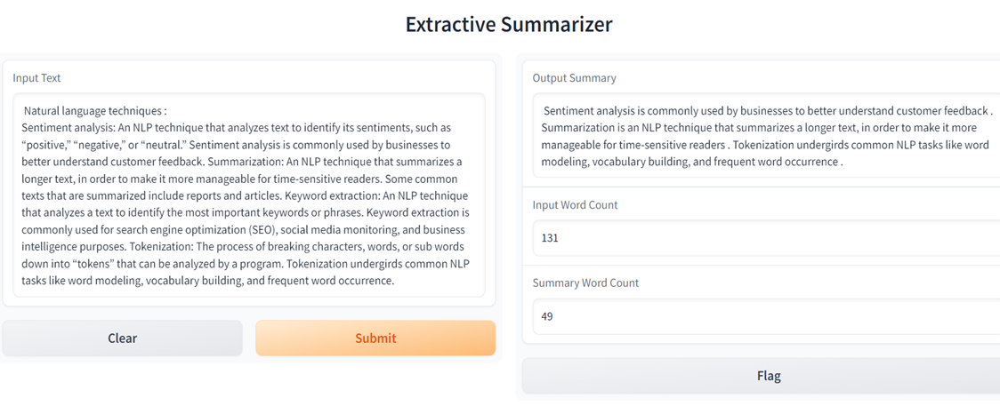 Extractive Summarizer
Input Text
Natural language techniques :
Sentiment analysis: An NLP technique that analyzes text to identify its sentiments, such as
“positive,” “negative,” or “neutral.” Sentiment analysis is commonly used by businesses to
better understand customer feedback. Summarization: An NLP technique that summarizes a
longer text, in order to make it more manageable for time-sensitive readers. Some common
texts that are summarized include reports and articles. Keyword extraction: An NLP technique
that analyzes a text to identify the most important keywords or phrases. Keyword extraction is
commonly used for search engine optimization (SEO), social media monitoring, and business
intelligence purposes. Tokenization: The process of breaking characters, words, or sub words
down into “tokens” that can be analyzed by a program. Tokenization undergirds common NLP
tasks like word modeling, vocabulary building, and frequent word occurrence.
Clear
Submit
Output Summary
Sentiment analysis is commonly used by businesses to better understand customer feedback .
Summarization is an NLP technique that summarizes a longer text, in order to make it more
manageable for time-sensitive readers . Tokenization undergirds common NLP tasks like word
modeling, vocabulary building, and frequent word occurrence .
Input Word Count
131
Summary Word Count
49
Flag